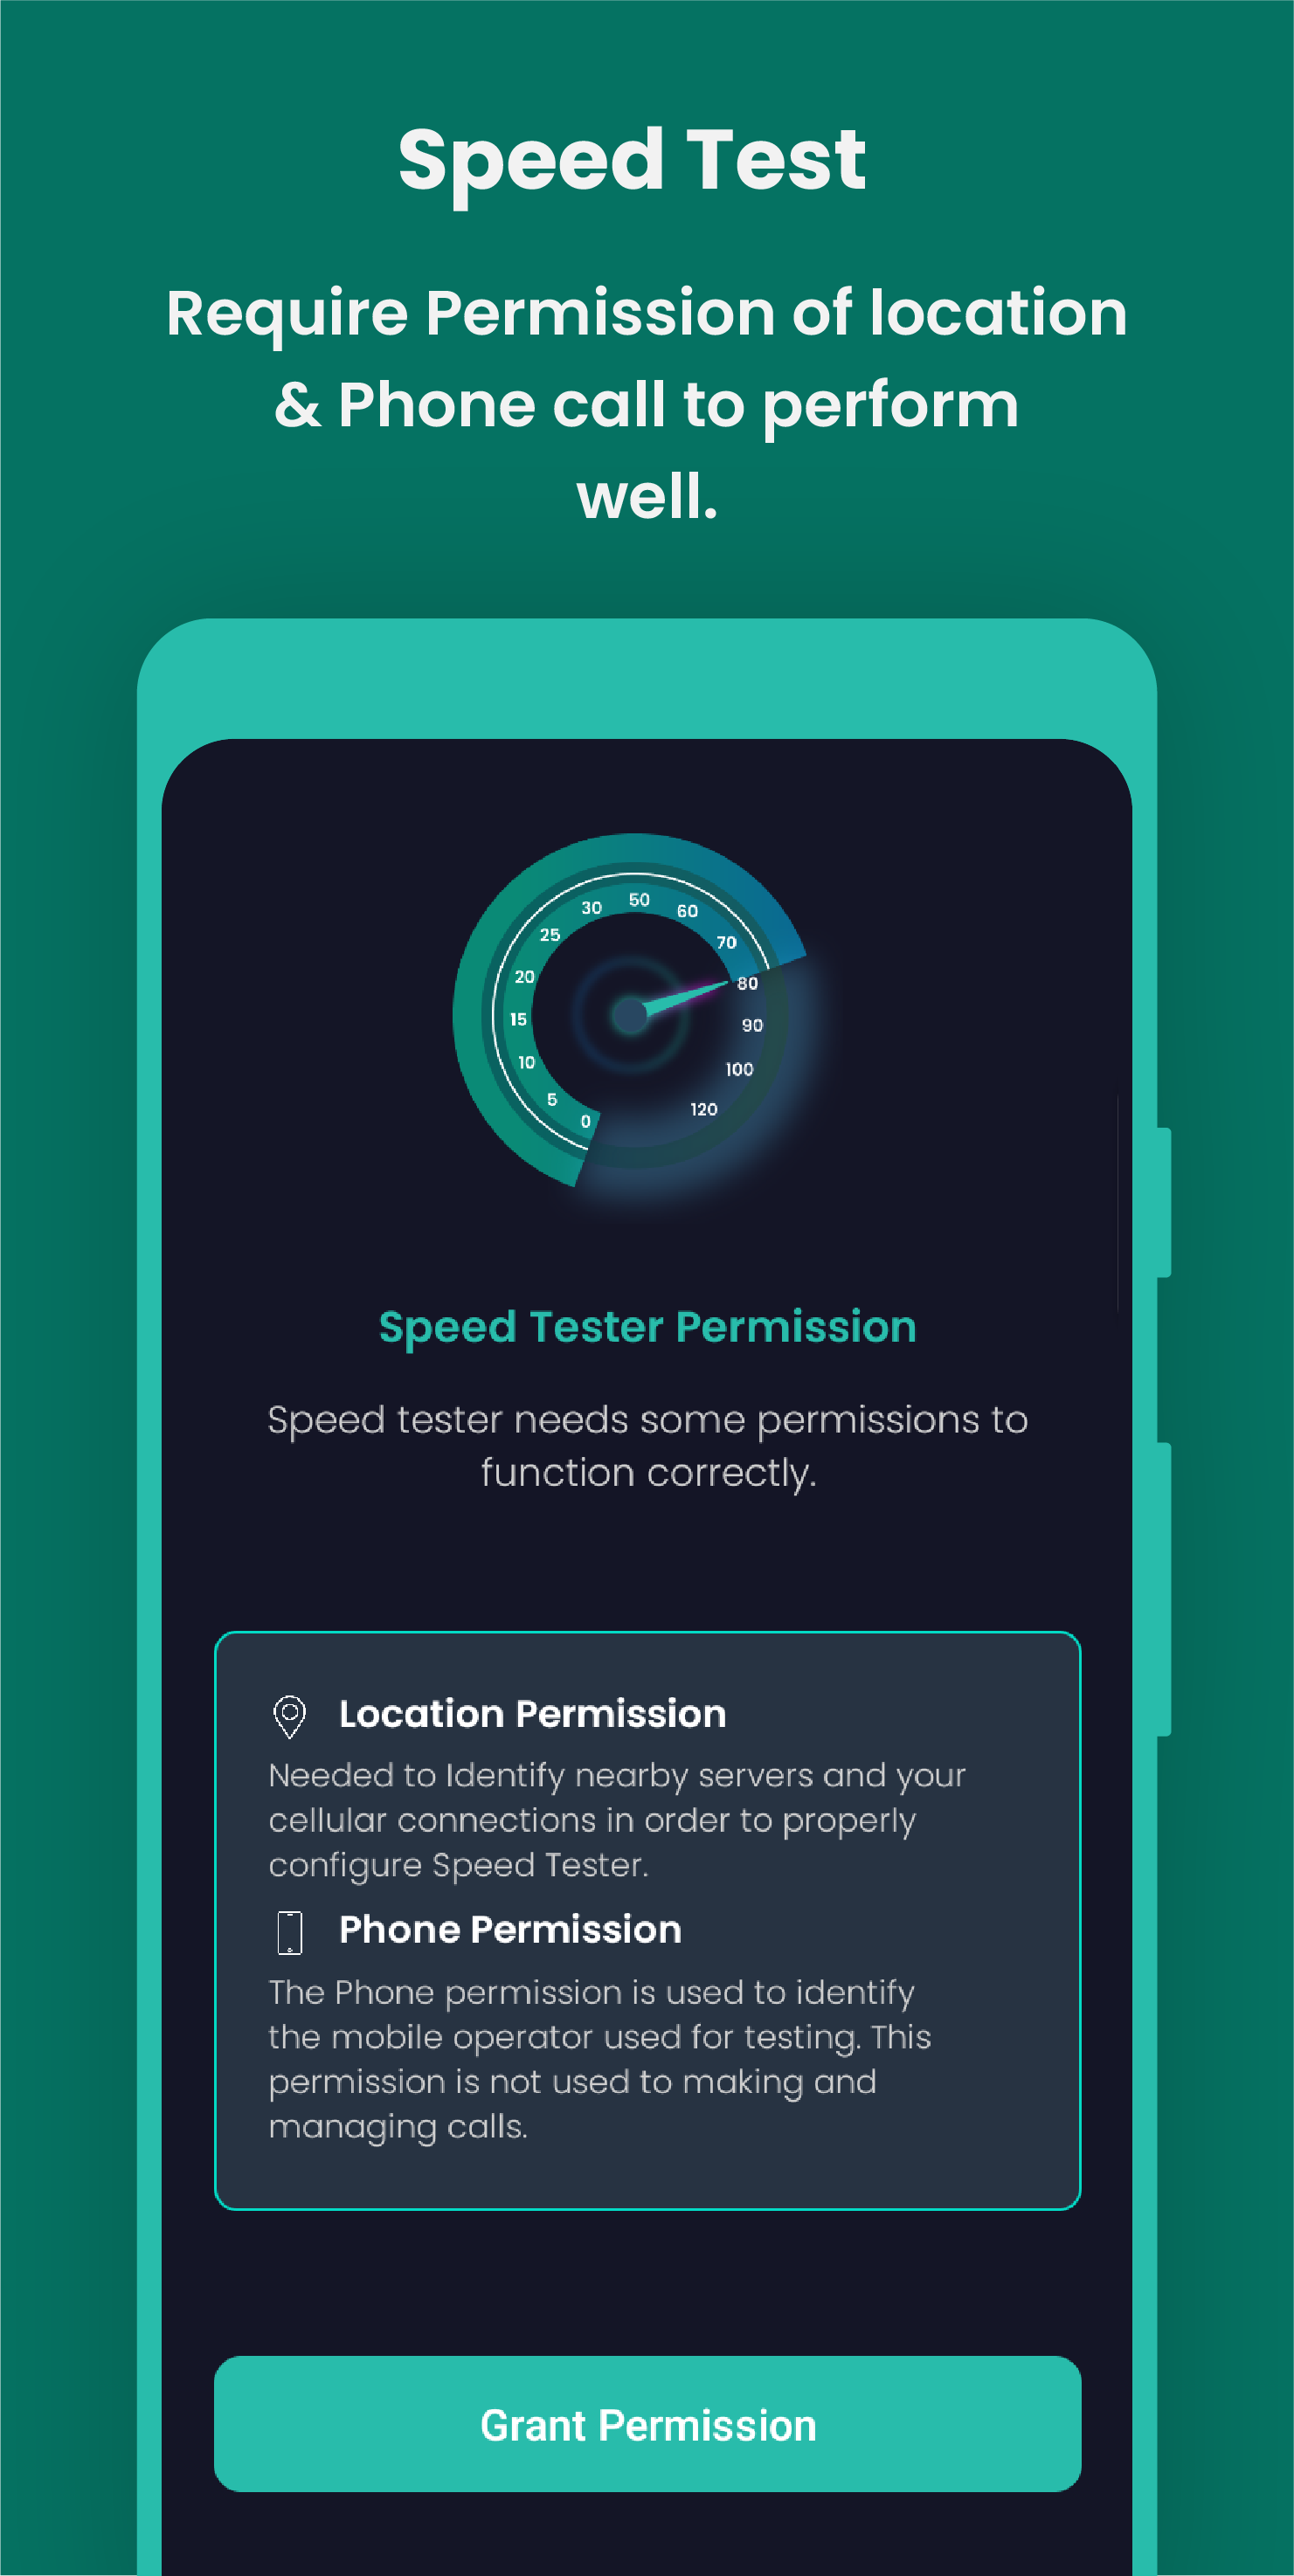 Speed Test
Require Permission of location
& Phone call to perform
well.
50
30
60
25
70
20
80
15
90
10
100
5
120
0
Speed Tester Permission
Speed tester needs some permissions to
function correctly.
Location Permission
Needed to Identify nearby servers and your
cellular connections in order to properly
configure Speed Tester.
Phone Permission
The Phone permission is used to identify
the mobile operator used for testing. This
permission is not used to making and
managing calls.
Grant Permission